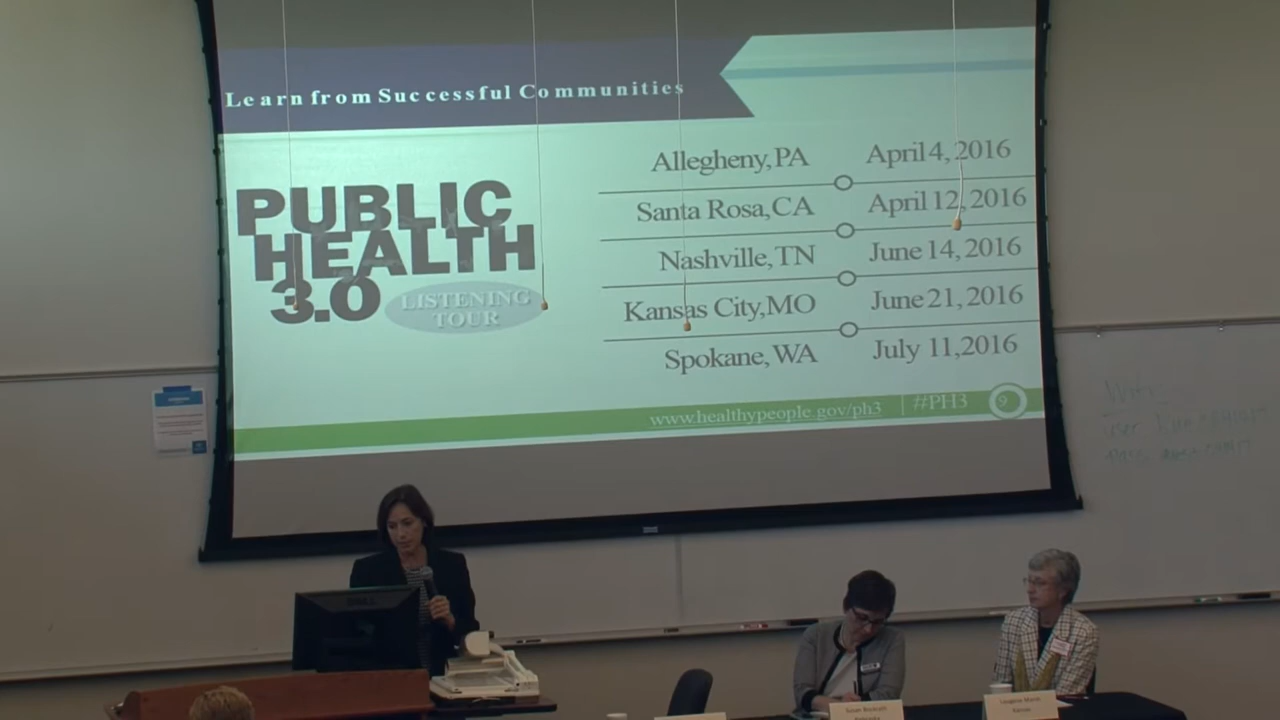 Learn from Successful Communities
PUBLIC
HEALTH
3.0
LISTENING
TOUR
Allegheny, PA
April 4, 2016
Santa Rosa, CA
April 12, 2016
Nashville, TN
June 14, 2016
Kansas City, MO
June 21, 2016
Spokane, WA
July 11, 2016
www.healthypeople.gov/ph3
#PH3
9
DELL
Susan